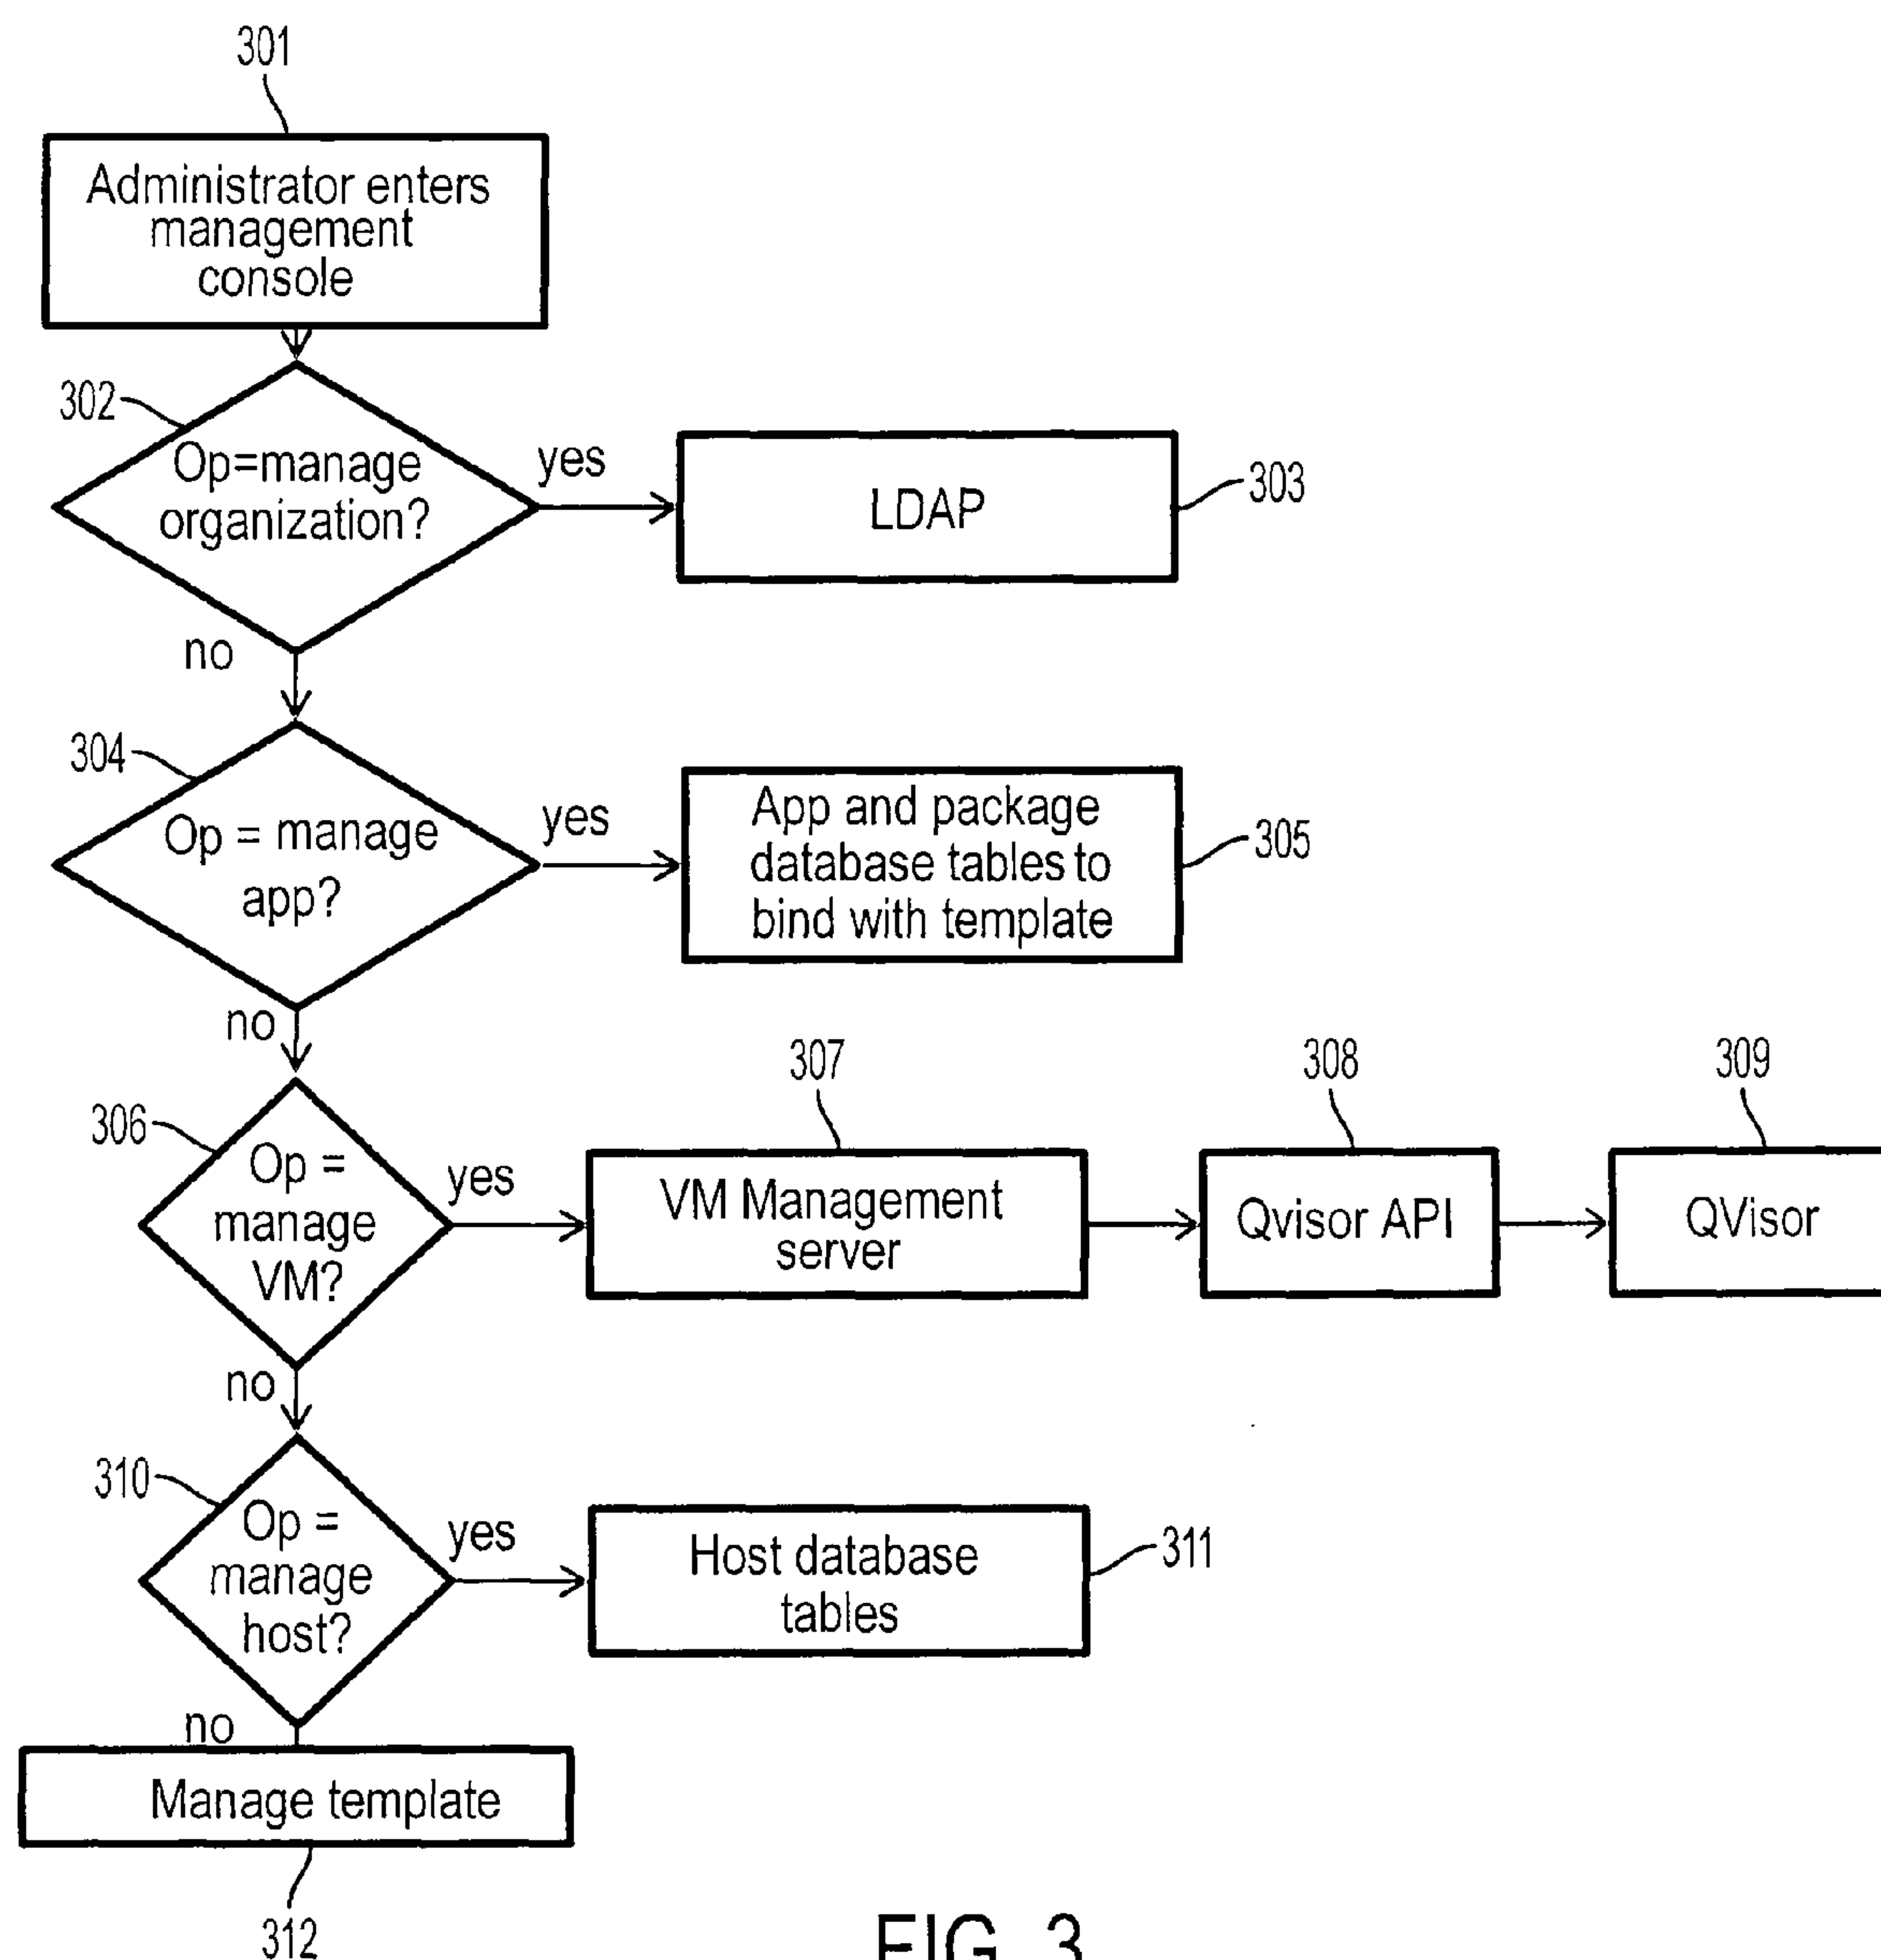 301
Administrator enters
management
console
302
Op=manage
organization?
yes
LDAP
303
no
304
Op = manage
app?
yes
App and package
database tables to
bind with template
305
no
306
Op =
manage
VM?
yes
307
VM Management
server
308
Qvisor API
309
QVisor
no
310
Op =
manage
host?
yes
Host database
tables
311
no
Manage template
312
FIG. 3